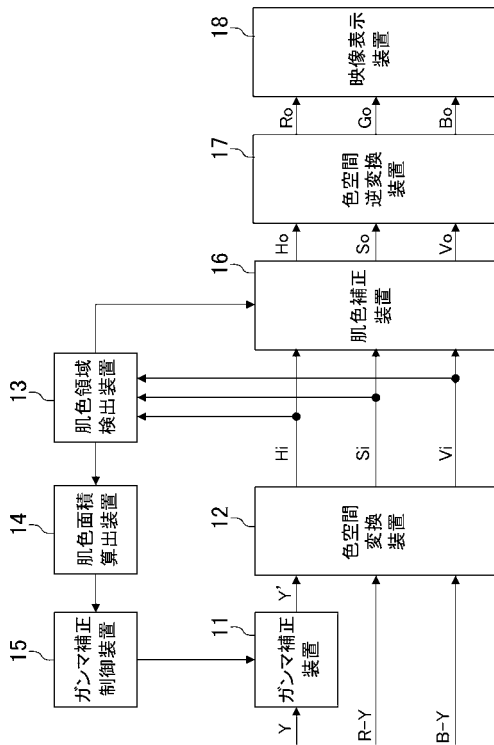 15
ガンマ補正
制御装置
14
肌色面積
算出装置
13
肌色領域
検出装置
Y
R-Y
B-Y
11
ガンマ補正
装置
Y'
12
色空間
変換
装置
Hi
Si
Vi
16
肌色補正
装置
Ho
So
Vo
17
色空間
逆変換
装置
Ro
Go
Bo
18
映像表示
装置